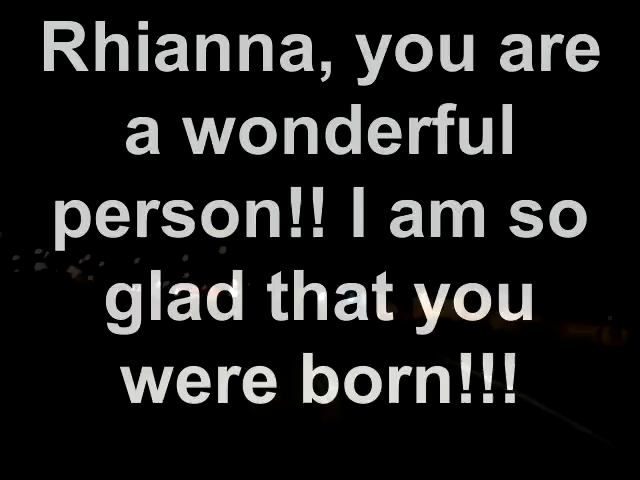 Rhianna, you are
a wonderful
person!! I am so
glad that you
were born!!!